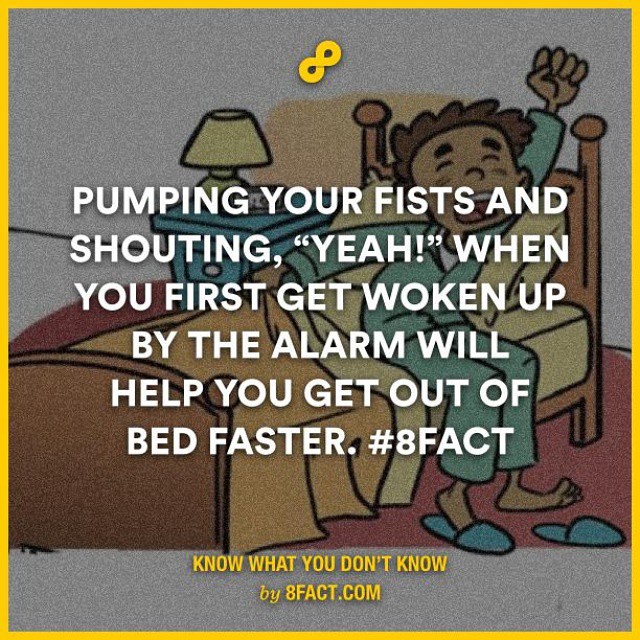 PUMPING YOUR FISTS AND
SHOUTING, “YEAH!” WHEN
YOU FIRST GET WOKEN UP
BY THE ALARM WILL
HELP YOU GET OUT OF
BED FASTER. #8FACT
KNOW WHAT YOU DON'T KNOW
by 8FACT.COM